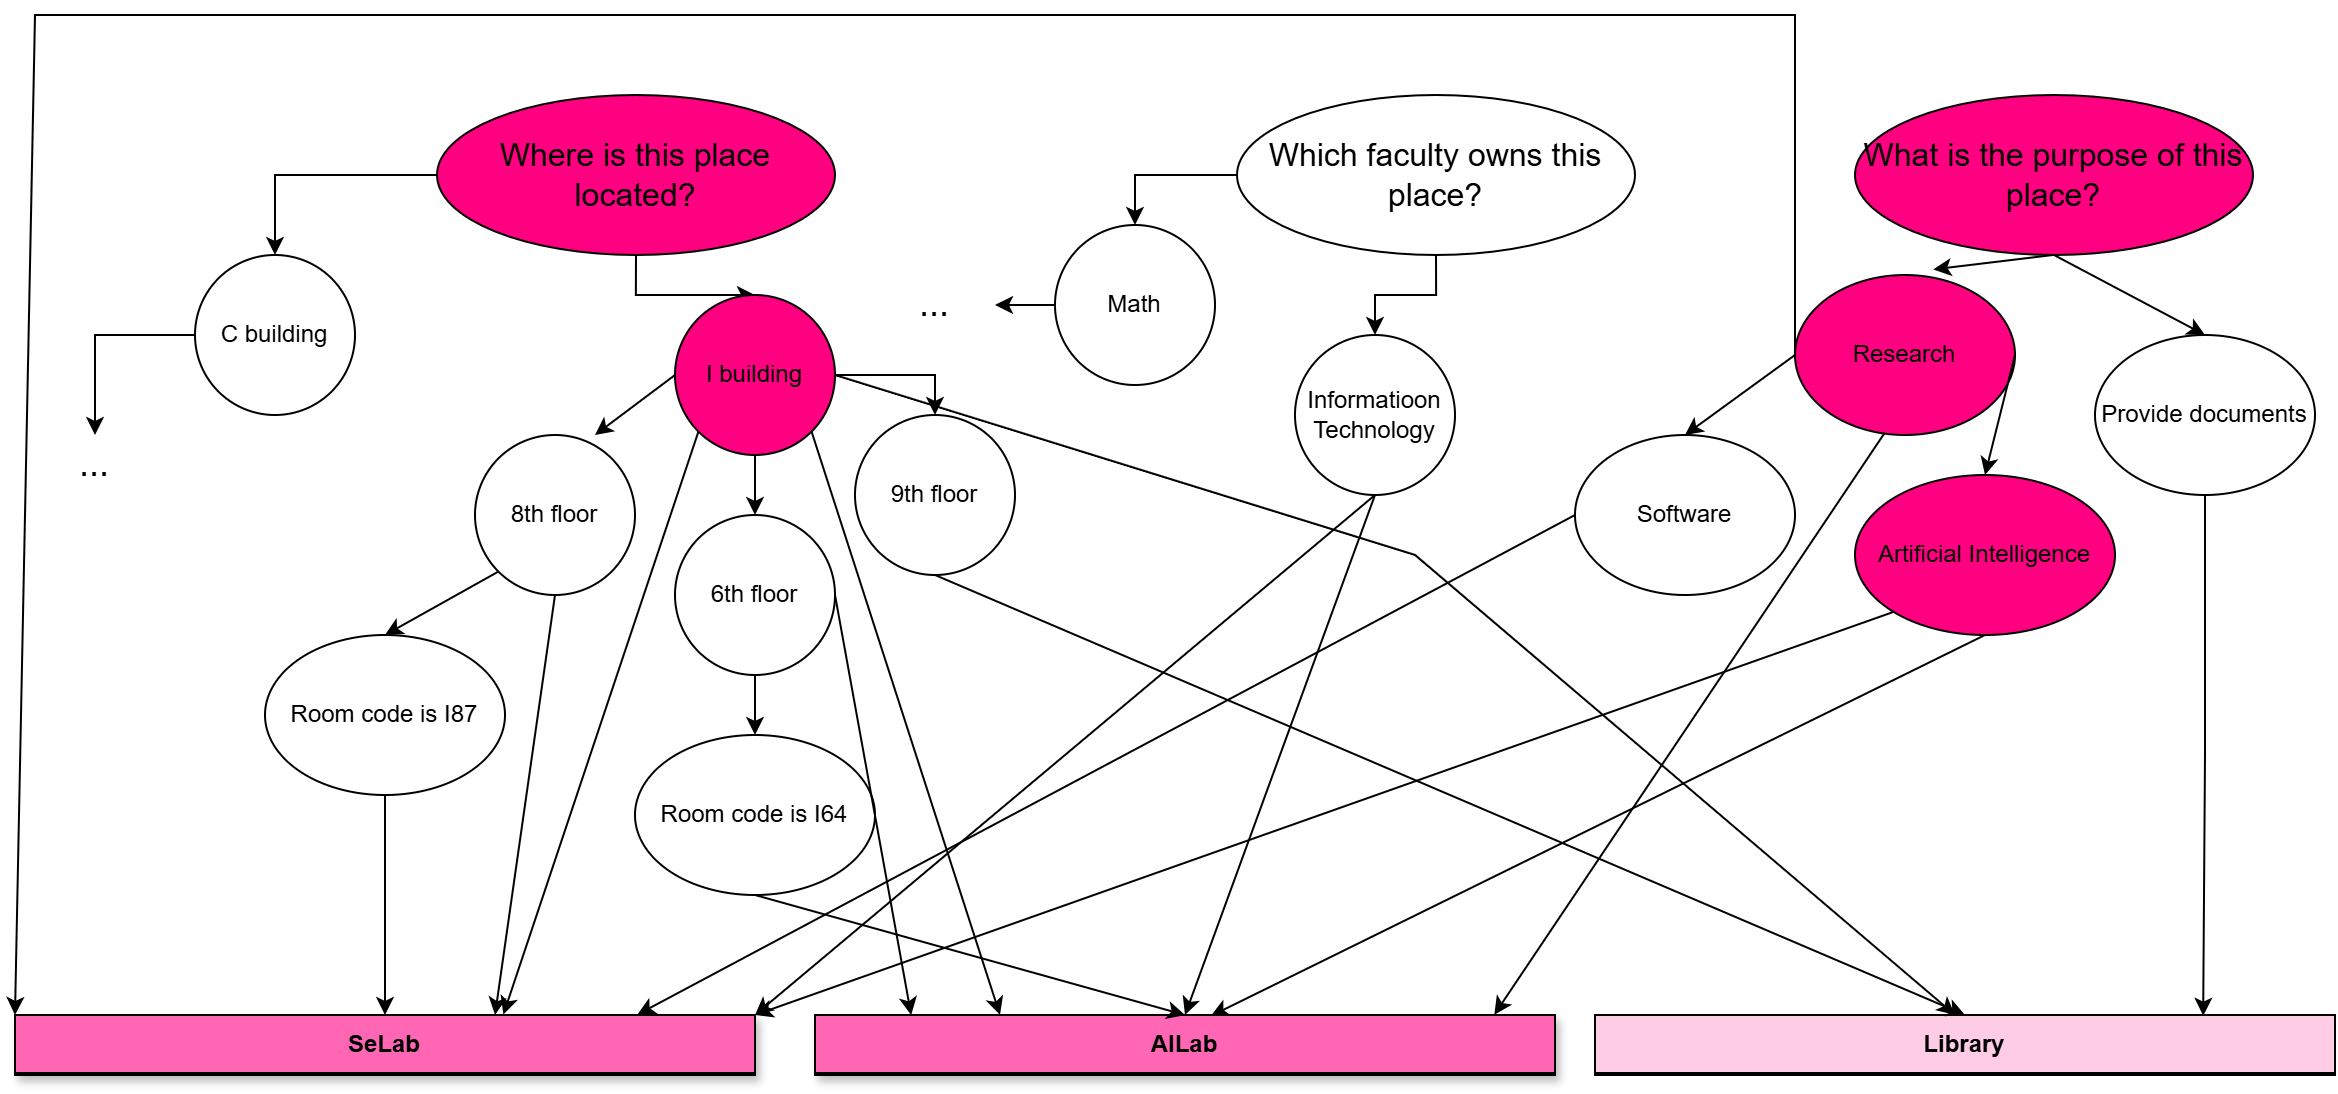 Where is this place
located?
Which faculty owns this
place?
What is the purpose of this
place?
C building
...
I building
...
Math
Informatioon
Technology
Research
Provide documents
8th floor
6th floor
9th floor
Software
Artificial Intelligence
Room code is I87
Room code is I64
SeLab
AILab
Library